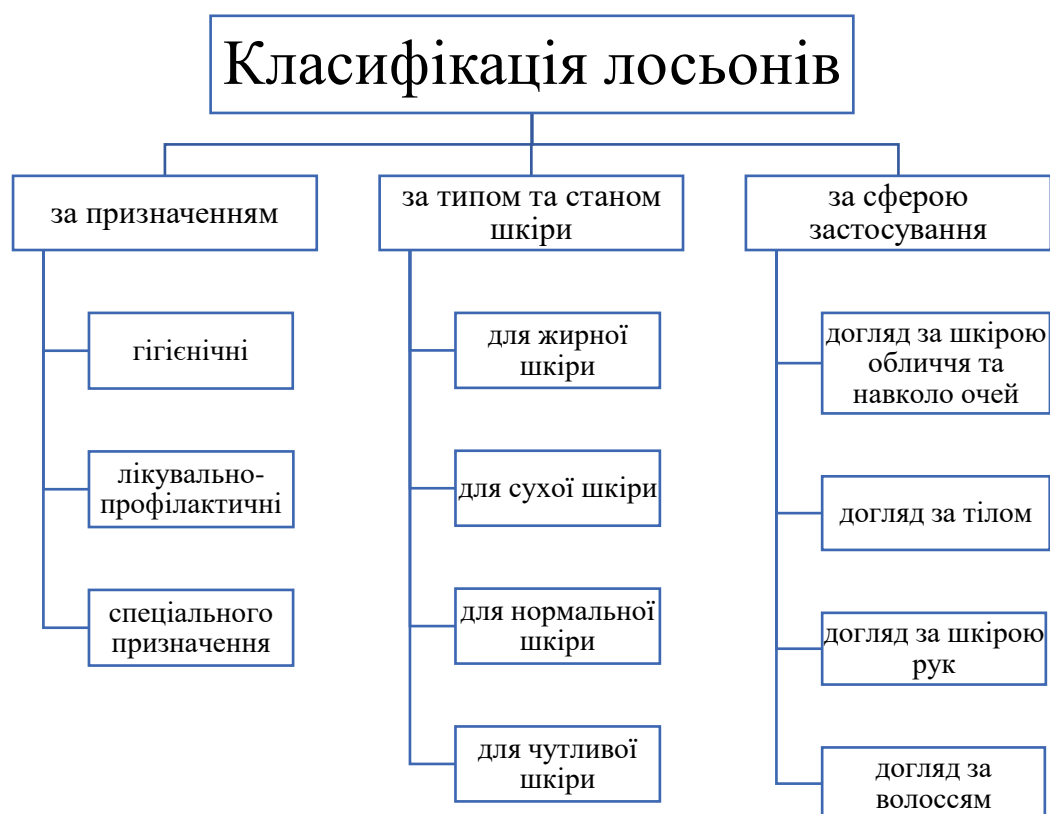 Класифікація лосьонів
за призначенням
гігієнічні
лікувально-
профілактичні
спеціального
призначення
за типом та станом
шкіри
для жирної
шкіри
для сухої шкіри
для нормальної
шкіри
для чутливої
шкіри
за сферою
застосування
догляд за шкірою
обличчя та
навколо очей
догляд за тілом
догляд за шкірою
рук
догляд за
волоссям